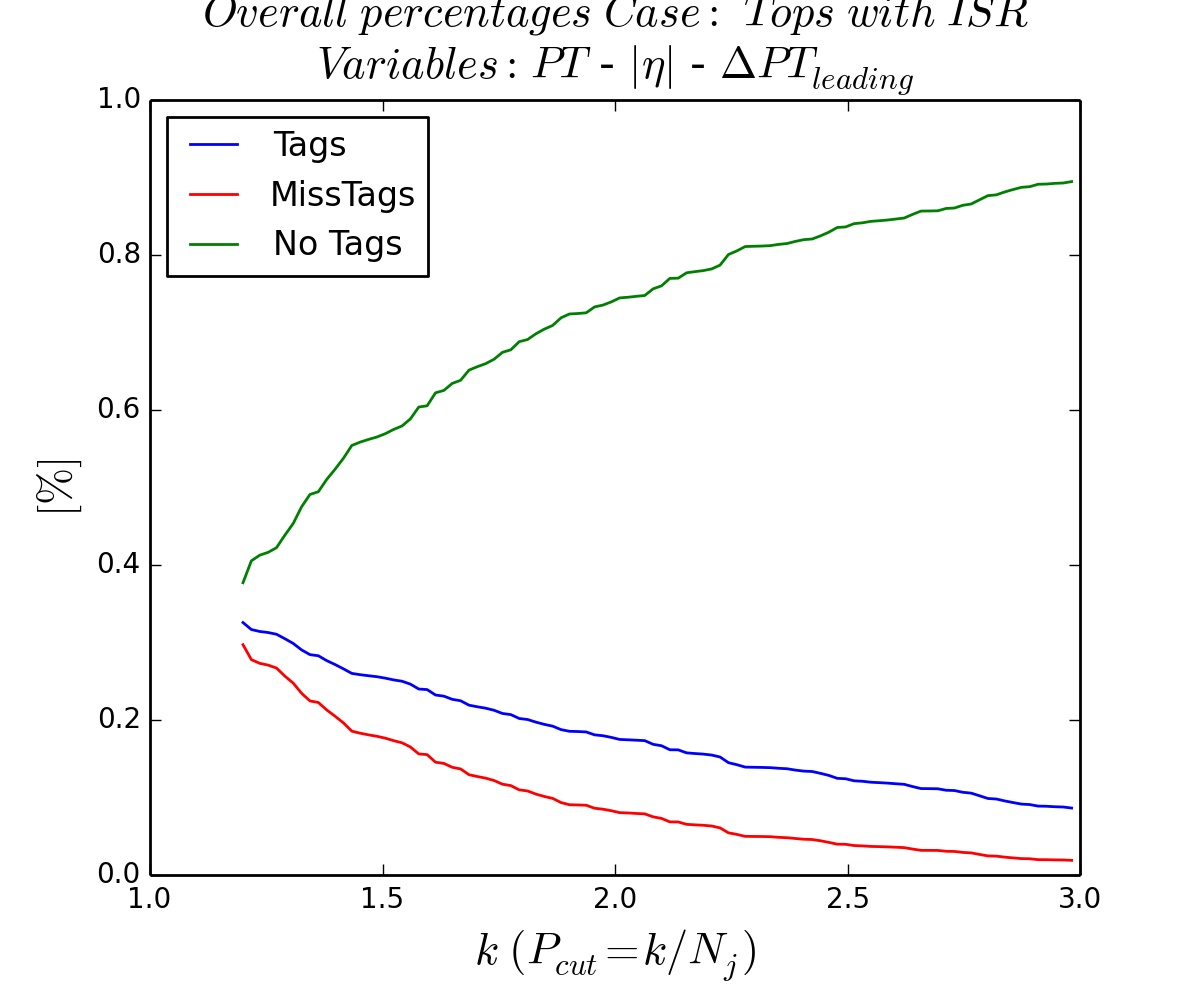 Overall percentages Case: Tops with ISR
Variables: PT - |η| - ΔPT_leading
1.0
0.8
0.6
0.4
0.2
0.0
[%]
Tags
MissTags
No Tags
1.0 1.5 2.0 2.5 3.0
k (P_cut = k/N_j)